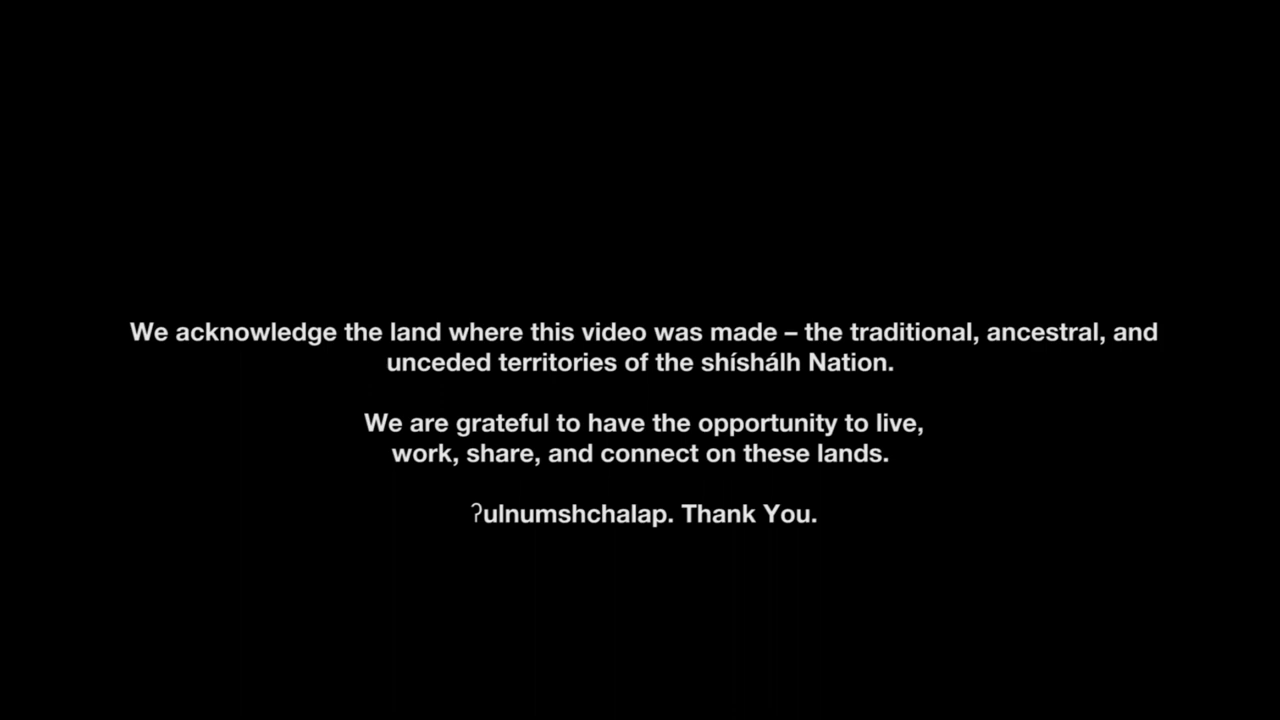 We acknowledge the land where this video was made – the traditional, ancestral, and
unceded territories of the shíshálh Nation.
We are grateful to have the opportunity to live,
work, share, and connect on these lands.
ʔulnumshchalap. Thank You.